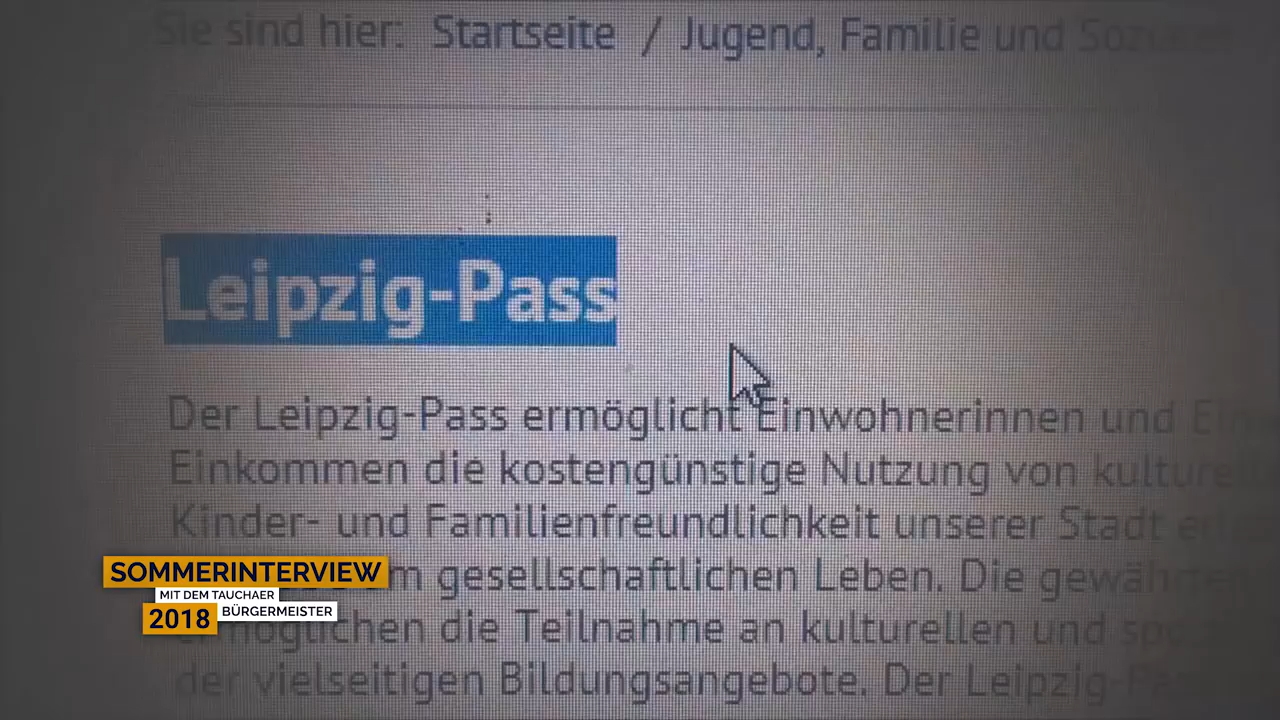 Sie sind hier: Startseite / Jugend, Familie und
Leipzig-Pass
Der Leipzig-Pass ermöglicht Einwohnerinnen und
Einkommen die kostengünstige Nutzung von
Kinder- und Familienfreundlichkeit unserer Stadt
gesellschaftlichen Leben. Die
ermöglichen die Teilnahme an kulturellen und
der vielseitigen Bildungsangebote. Der Leipzig-
SOMMERINTERVIEW
MIT DEM TAUCHAER
2018 BÜRGERMEISTER